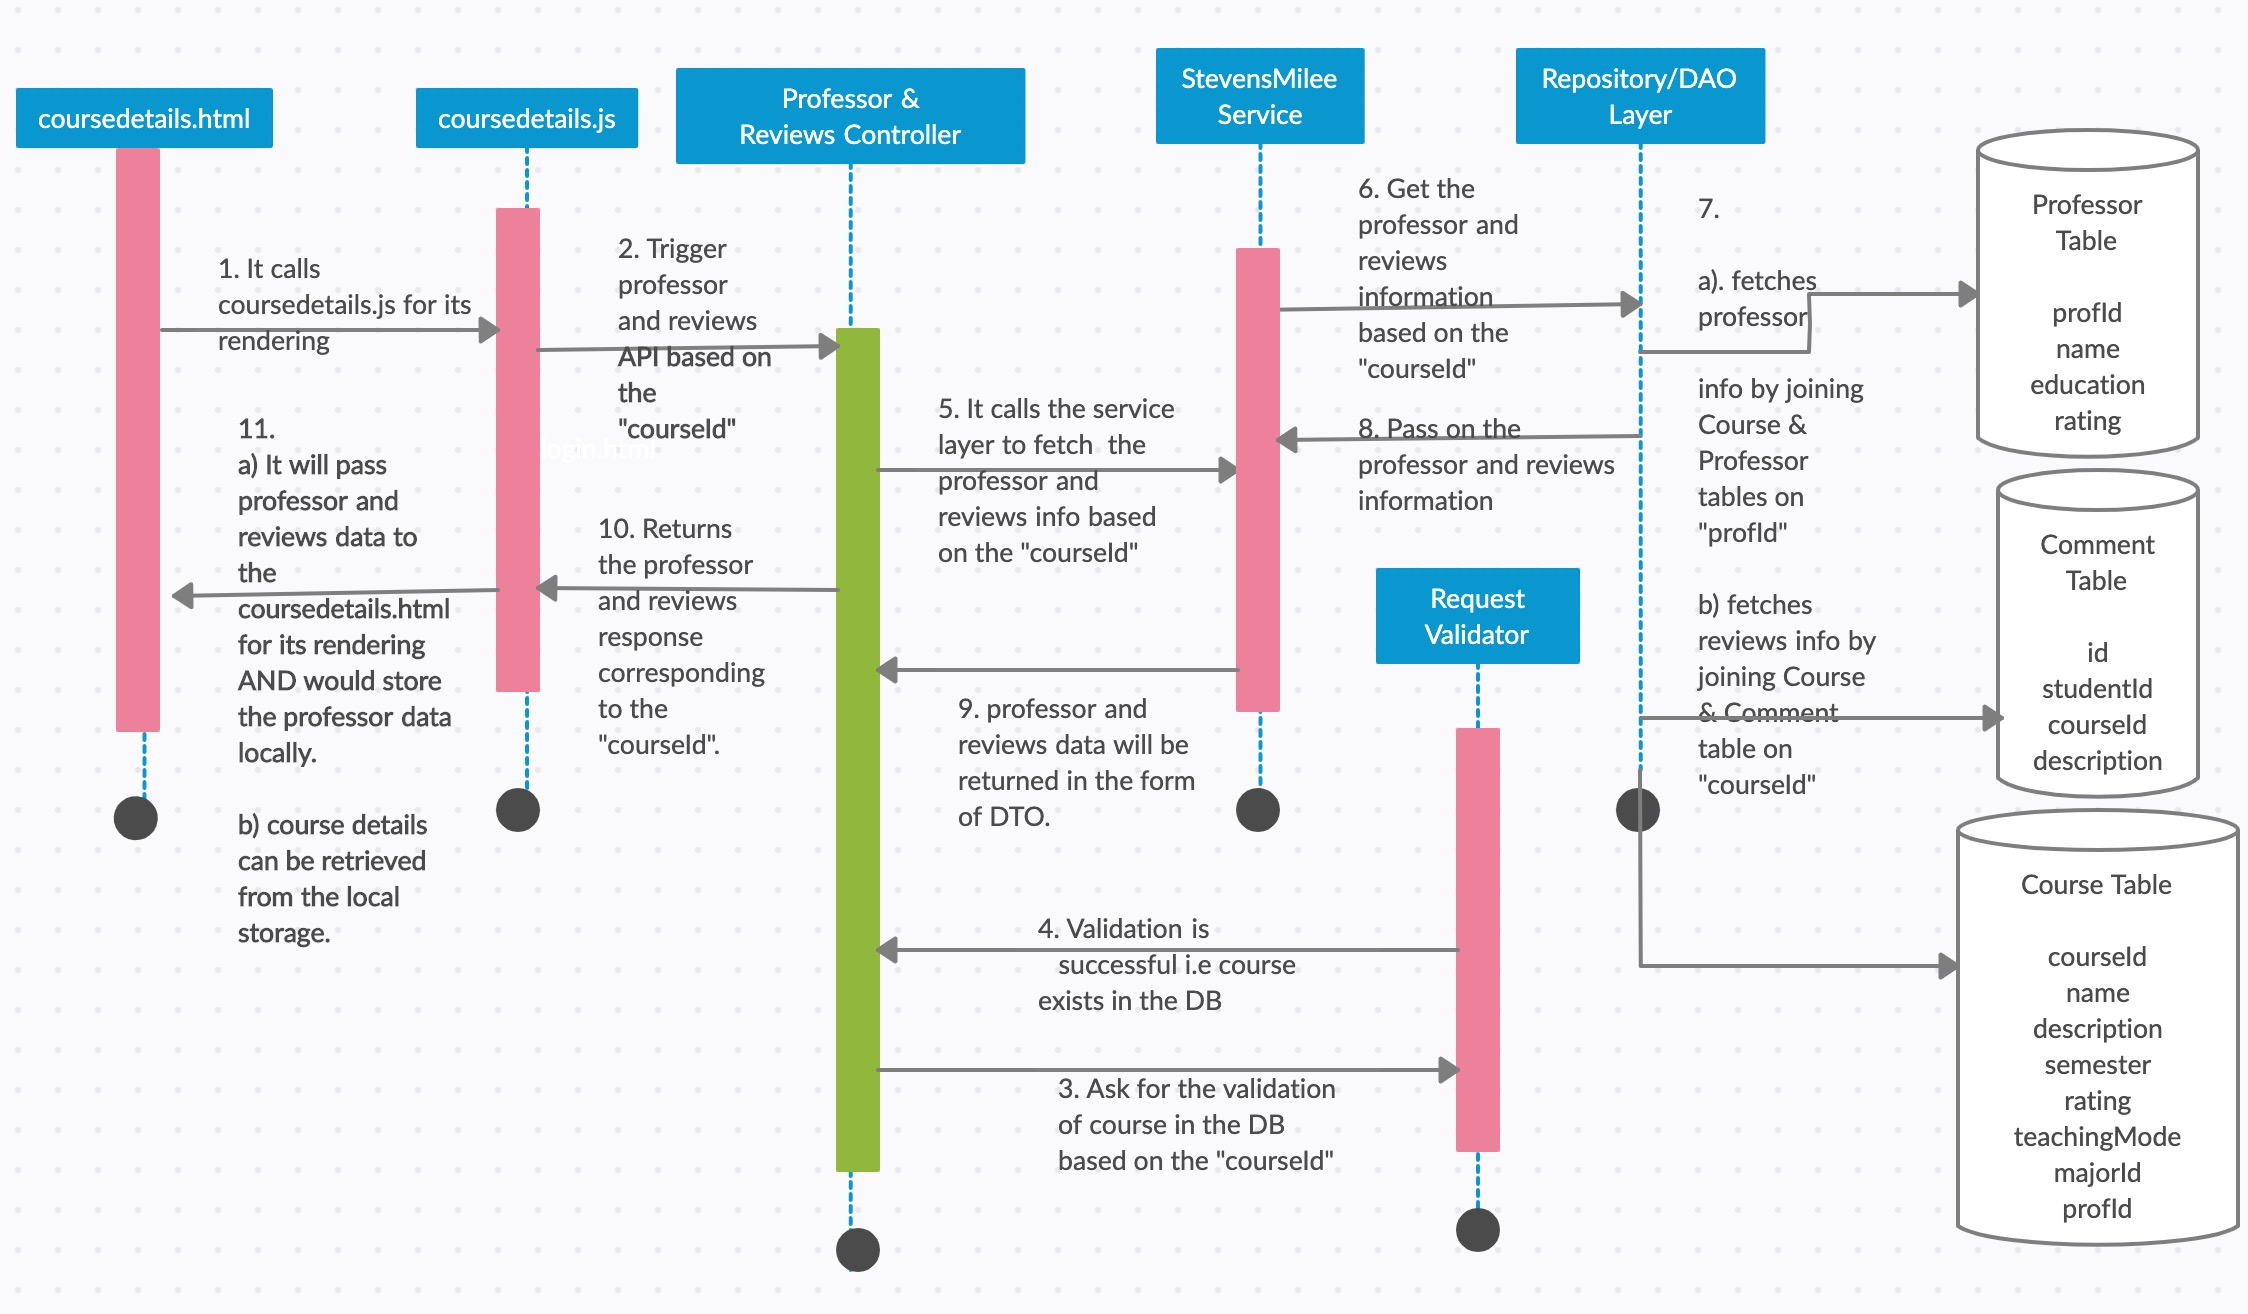 coursedetails.html
coursedetails.js
Professor &
Reviews Controller
StevensMilee
Service
Repository/DAO
Layer
1. It calls
coursedetails.js for its
rendering
2. Trigger
professor
and reviews
API based on
the
"courseId"
login.html
11.
a) It will pass
professor and
reviews data to
the
coursedetails.html
for its rendering
AND would store
the professor data
locally.
b) course details
can be retrieved
from the local
storage.
10. Returns
the professor
and reviews
response
corresponding
to the
"courseId".
5. It calls the service
layer to fetch the
professor and
reviews info based
on the "courseId"
9. professor and
reviews data will be
returned in the form
of DTO.
4. Validation is
successful i.e course
exists in the DB
3. Ask for the validation
of course in the DB
based on the "courseId"
6. Get the
professor and
reviews
information
based on the
"courseId"
8. Pass on the
professor and reviews
information
Request
Validator
7.
a). fetches
professor
info by joining
Course &
Professor
tables on
"profId"
b) fetches
reviews info by
joining Course
& Comment
table on
"courseId"
Professor
Table
profId
name
education
rating
Comment
Table
id
studentId
courseId
description
Course Table
courseId
name
description
semester
rating
teachingMode
majorId
profId